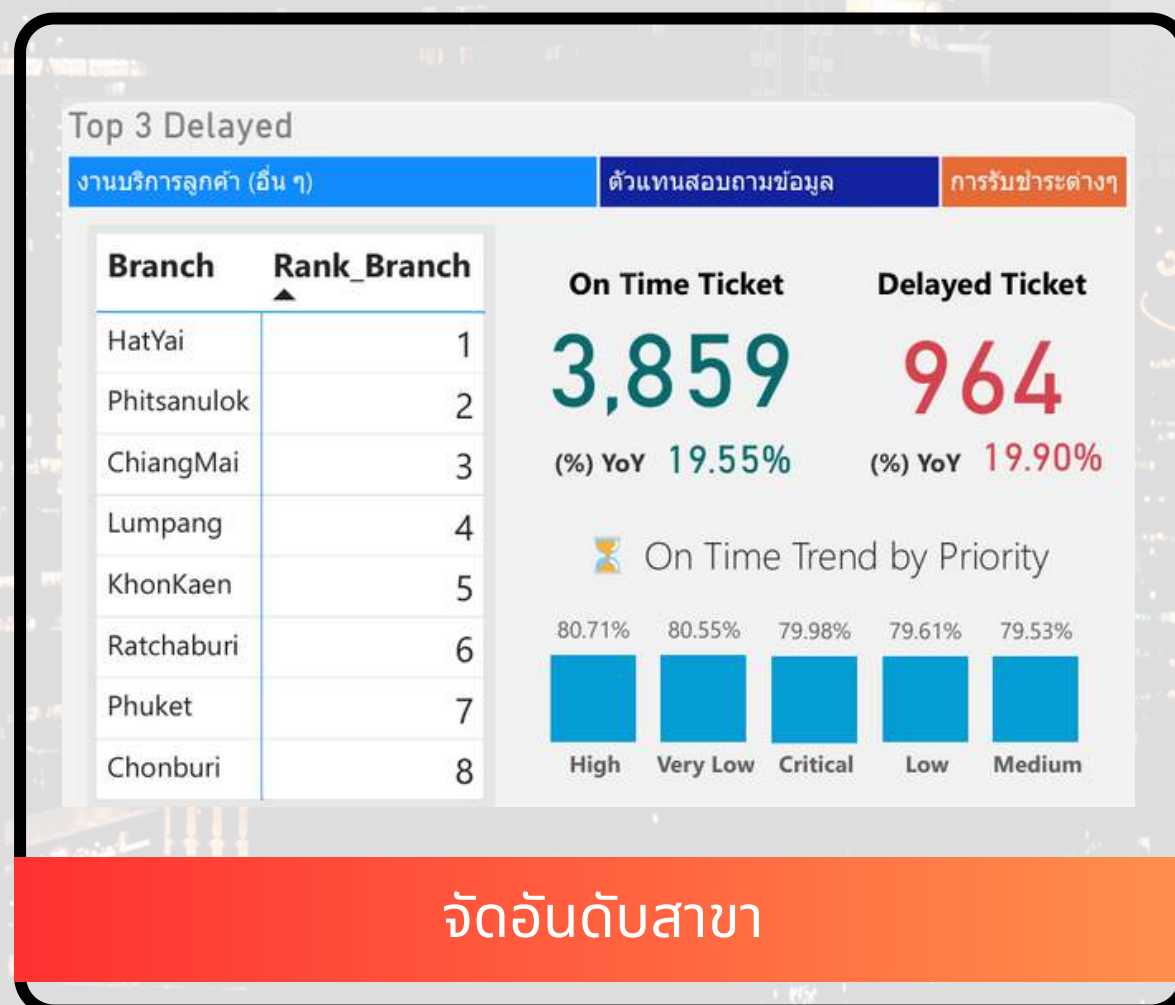 Top 3 Delayed
งานบริการลูกค้า (อื่น ๆ) ตัวแทนสอบถามข้อมูล การรับชำระต่างๆ
Branch Rank_Branch
HatYai 1
Phitsanulok 2
ChiangMai 3
Lumpang 4
KhonKaen 5
Ratchaburi 6
Phuket 7
Chonburi 8
On Time Ticket Delayed Ticket
3,859 964
(%) YoY 19.55% (%) YoY 19.90%
On Time Trend by Priority
80.71% 80.55% 79.98% 79.61% 79.53%
High Very Low Critical Low Medium
จัดอันดับสาขา